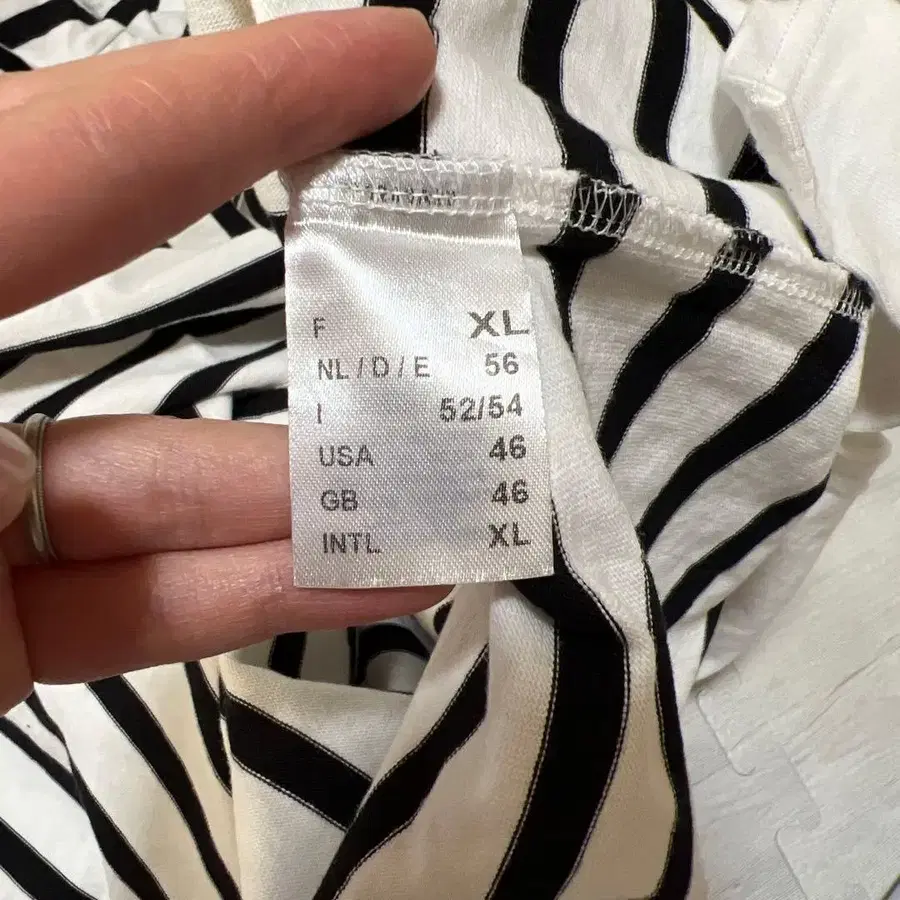 F XL
NL / D / E 56
I 52/54
USA 46
GB 46
INTL XL